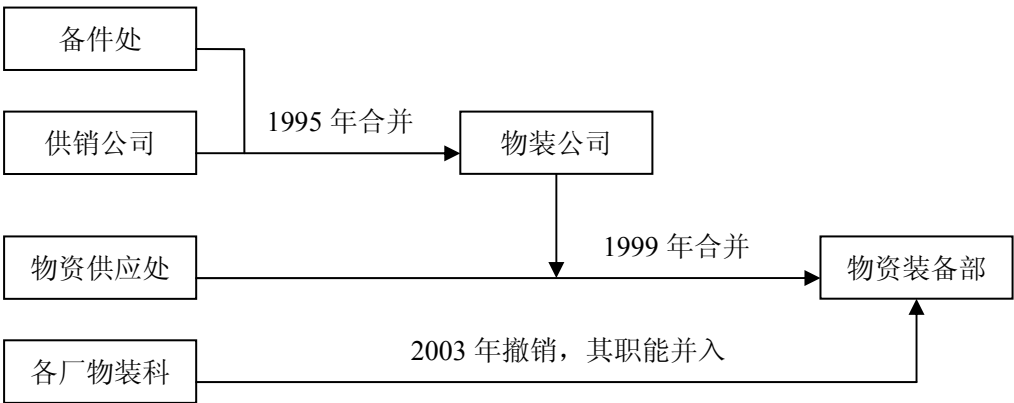 备件处
供销公司
1995 年合并
物装公司
物资供应处
1999 年合并
物资装备部
各厂物装科
2003 年撤销，其职能并入